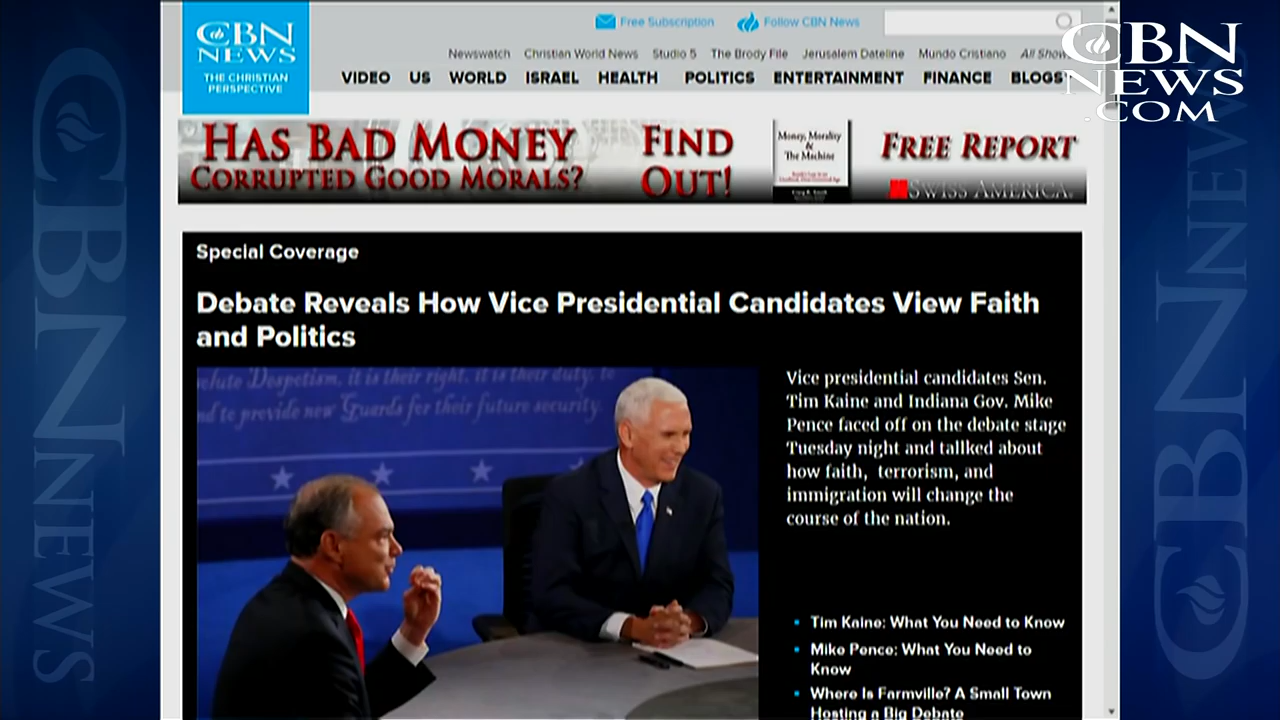 CBN
NEWS
THE CHRISTIAN
PERSPECTIVE
Free Subscription
Follow CBN News
Newswatch Christian World News Studio 5 The Brody File Jerusalem Dateline Mundo Cristiano All Shows
VIDEO US WORLD ISRAEL HEALTH POLITICS ENTERTAINMENT FINANCE BLOGS
CBN
NEWS
.COM
HAS BAD MONEY
CORRUPTED GOOD MORALS?
FIND
OUT!
Money, Morality
&
The Machine
FREE REPORT
SWISS AMERICA
Special Coverage
Debate Reveals How Vice Presidential Candidates View Faith
and Politics
solute Despotism, it is their right, it is their duty, to
nd to provide new Guards for their future security
Vice presidential candidates Sen.
Tim Kaine and Indiana Gov. Mike
Pence faced off on the debate stage
Tuesday night and tallked about
how faith, terrorism, and
immigration will change the
course of the nation.
Tim Kaine: What You Need to Know
Mike Pence: What You Need to
Know
Where Is Farmville? A Small Town
Hosting a Big Debate
CBN NEWS
CBN NEWS